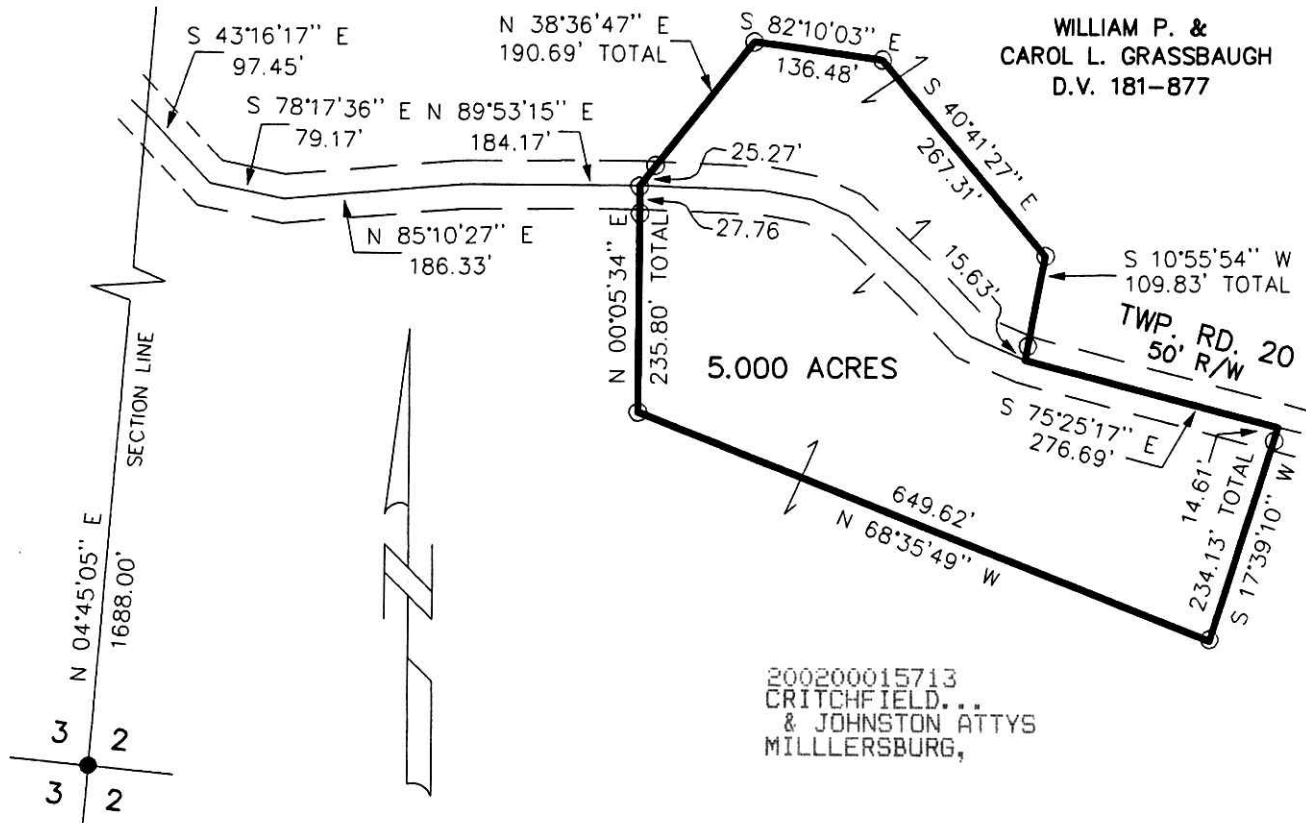 S 43°16'17'' E
97.45'
S 78°17'36'' E
79.17'
N 89°53'15'' E
184.17'
N 85°10'27'' E
186.33'
N 38°36'47'' E
190.69' TOTAL
S 82°10'03'' E
136.48'
WILLIAM P. &
CAROL L. GRASSBAUGH
D.V. 181-877
S 40°41'27'' E
267.31'
25.27'
27.76
N 00°05'34'' E
235.80' TOTAL
15.63'
S 10°55'54'' W
109.83' TOTAL
TWP. RD. 20
50' R/W
5.000 ACRES
S 75°25'17'' E
276.69'
14.61'
234.13' TOTAL
S 17°39'10'' W
649.62'
N 68°35'49'' W
SECTION LINE
N 04°45'05'' E
1688.00'
N
3 2
3 2
200200015713
CRITCHFIELD...
& JOHNSTON ATTYS
MILLLERSBURG,